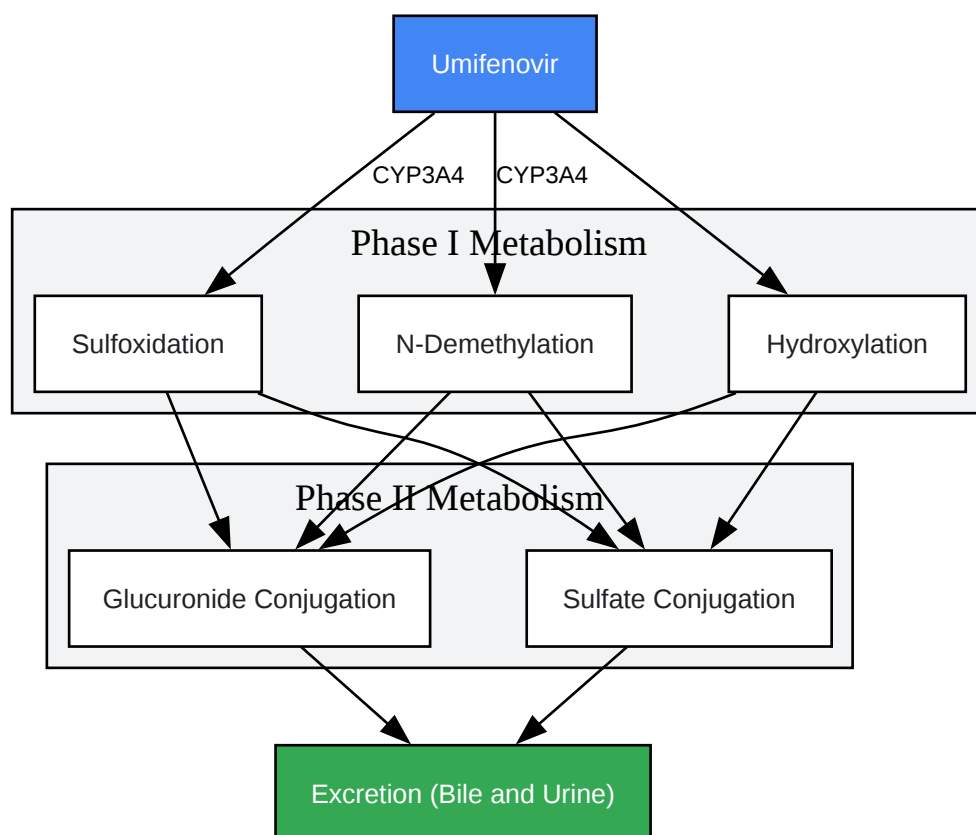 Umifenovir
CYP3A4
CYP3A4
Phase I Metabolism
Sulfoxidation
N-Demethylation
Hydroxylation
Phase II Metabolism
Glucuronide Conjugation
Sulfate Conjugation
Excretion (Bile and Urine)